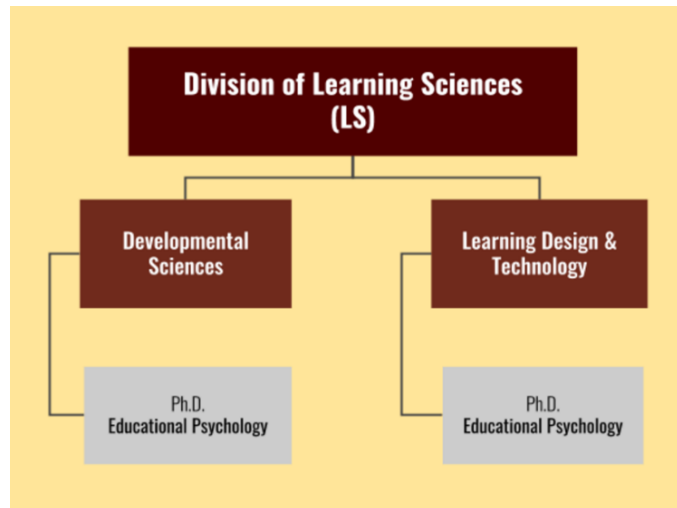 Division of Learning Sciences
(LS)
Developmental
Sciences
Learning Design &
Technology
Ph.D.
Educational Psychology
Ph.D.
Educational Psychology